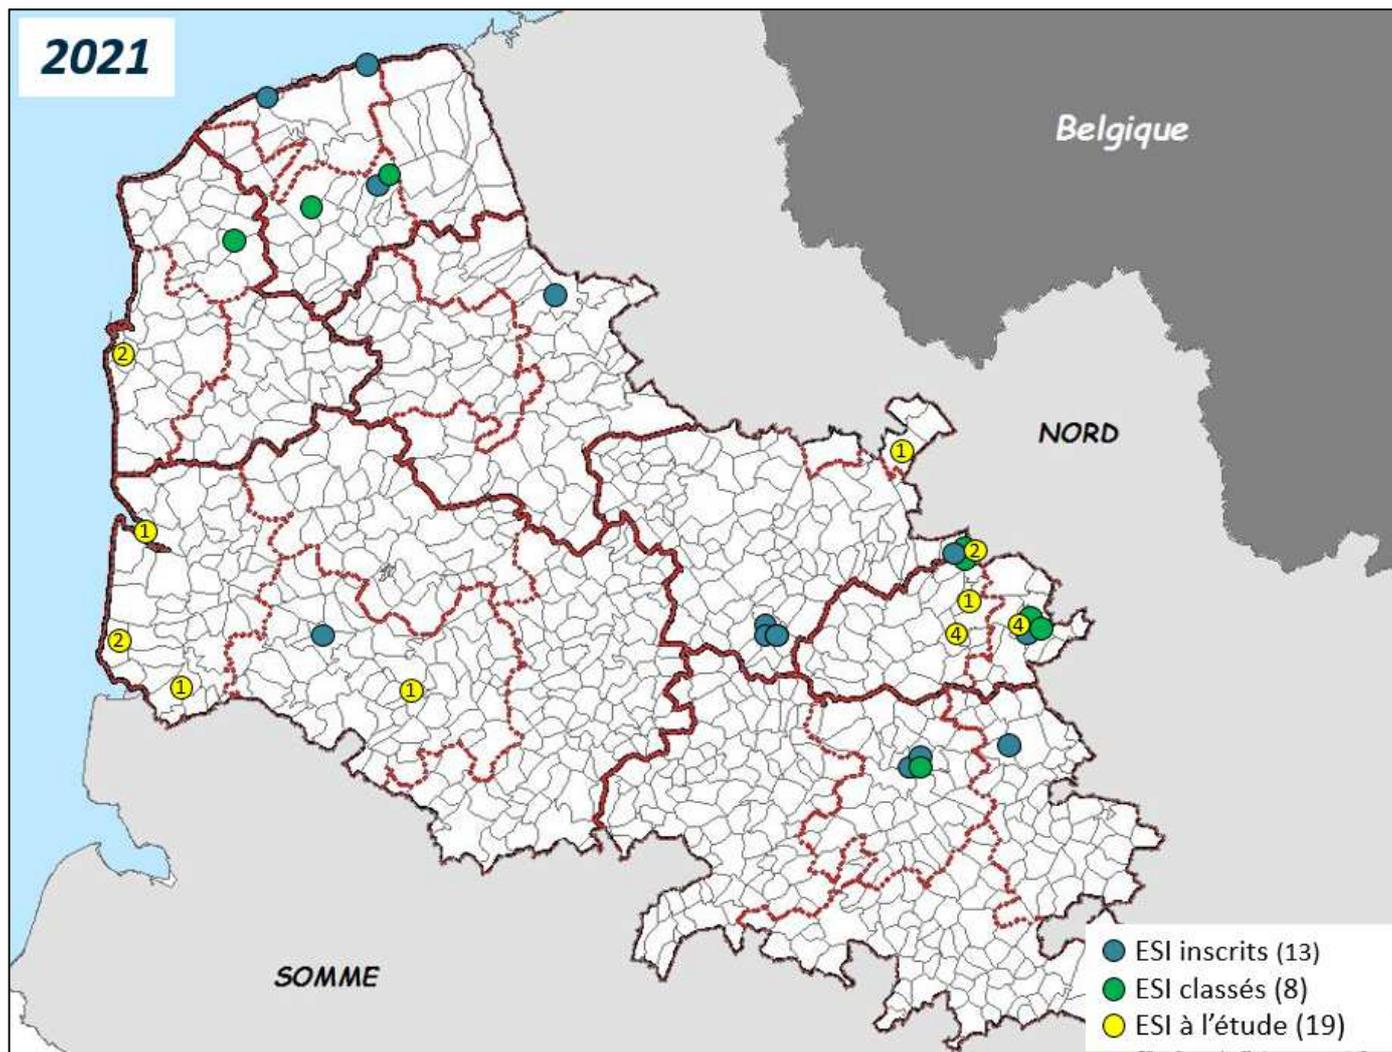 2021
Belgique
2
NORD
1
1
2
1
2
4
4
1
1
SOMME
ESI inscrits (13)
ESI classés (8)
ESI à l'étude (19)